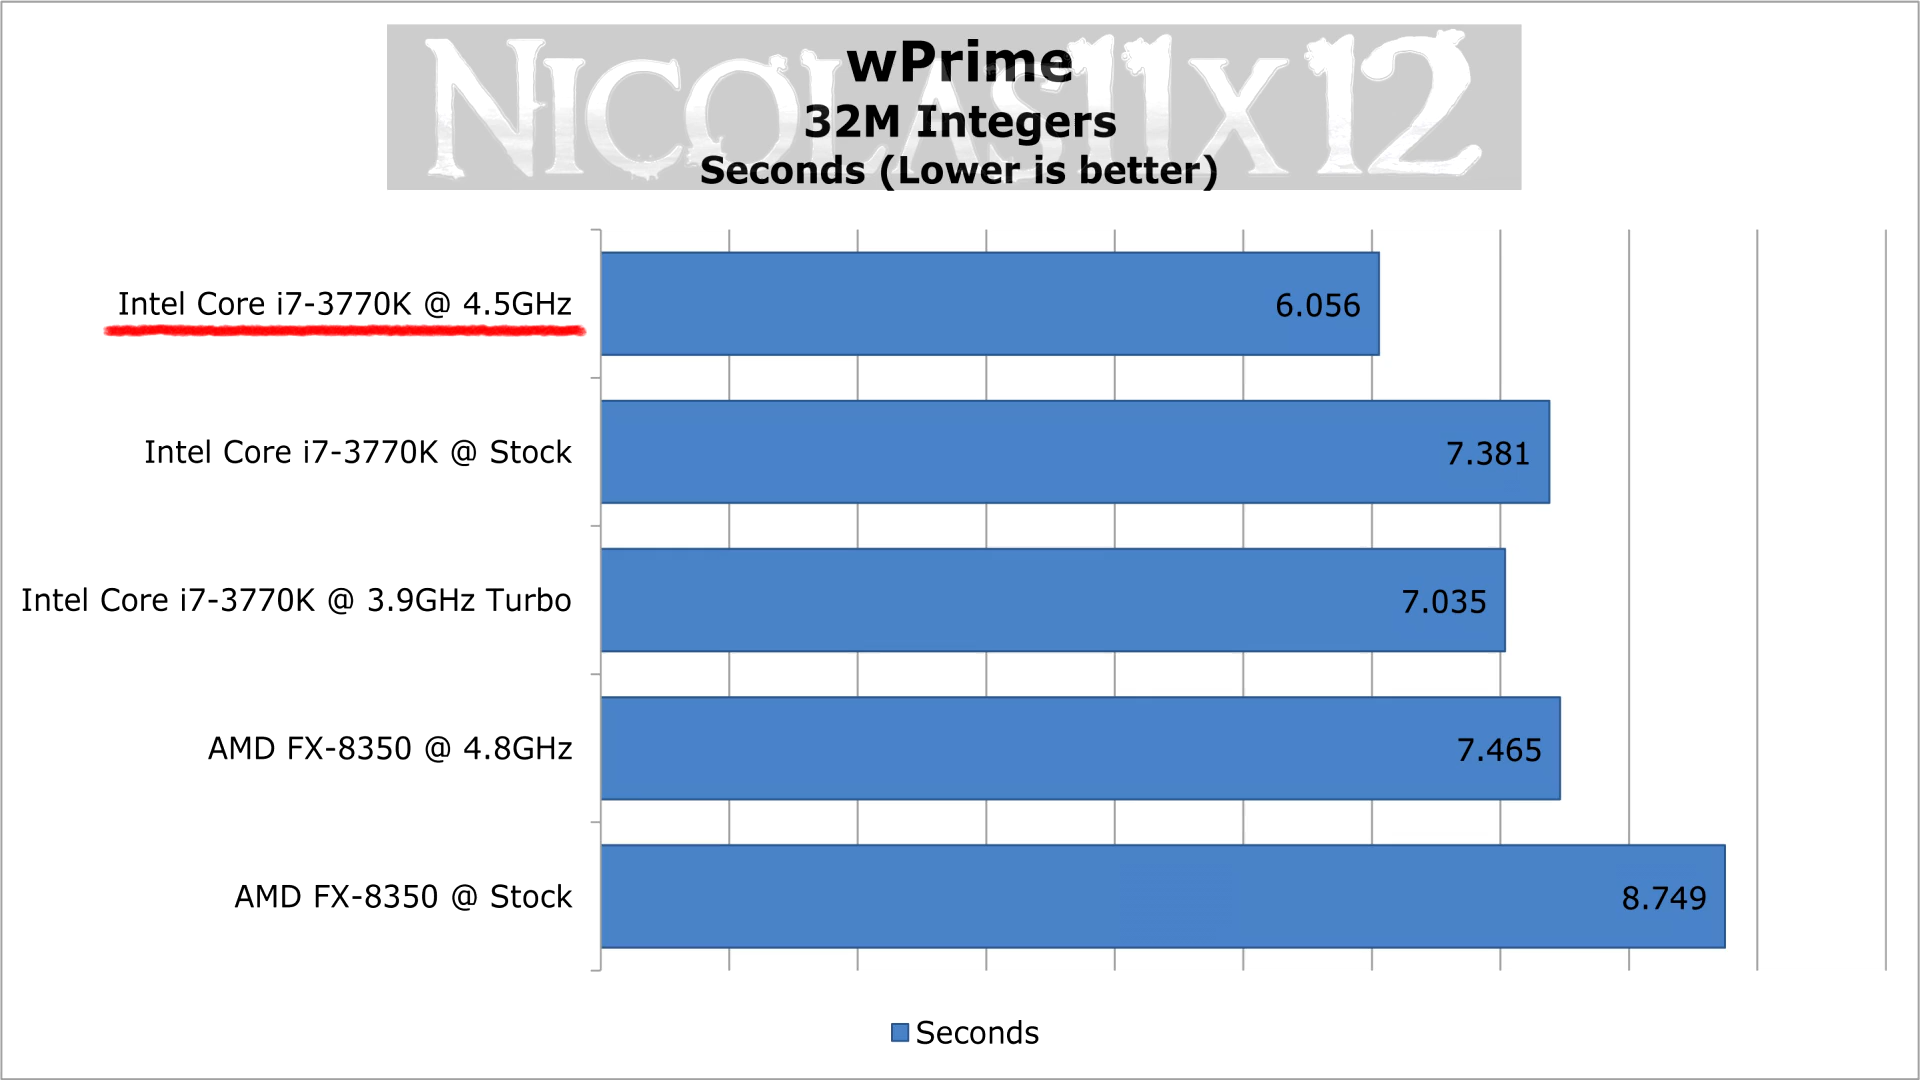 Nicolas11x12
wPrime
32M Integers
Seconds (Lower is better)
Intel Core i7-3770K @ 4.5GHz
6.056
Intel Core i7-3770K @ Stock
7.381
Intel Core i7-3770K @ 3.9GHz Turbo
7.035
AMD FX-8350 @ 4.8GHz
7.465
AMD FX-8350 @ Stock
8.749
Seconds